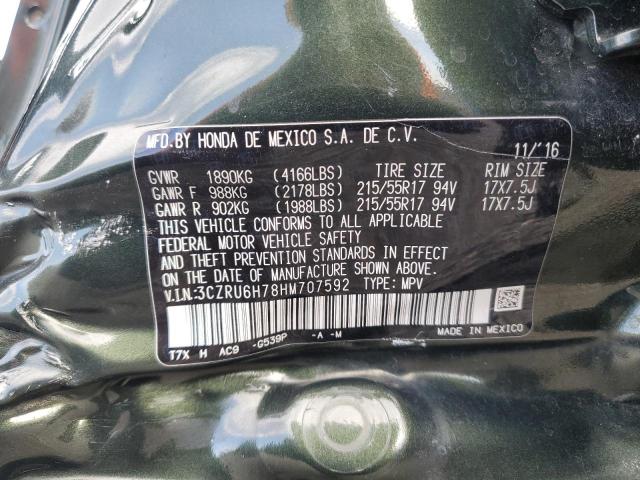 MFD. BY HONDA DE MEXICO S.A. DE C.V. 11/'16
GVWR 1890KG (4166LBS) TIRE SIZE RIM SIZE
GAWR F 988KG (2178LBS) 215/55R17 94V 17X7.5J
GAWR R 902KG (1988LBS) 215/55R17 94V 17X7.5J
THIS VEHICLE CONFORMS TO ALL APPLICABLE
FEDERAL MOTOR VEHICLE SAFETY
AND THEFT PREVENTION STANDARDS IN EFFECT
ON THE DATE OF MANUFACTURE SHOWN ABOVE.
V.I.N.:3CZRU6H78HM707592 TYPE: MPV
T7X H AC9 -G539P -A -M MADE IN MEXICO